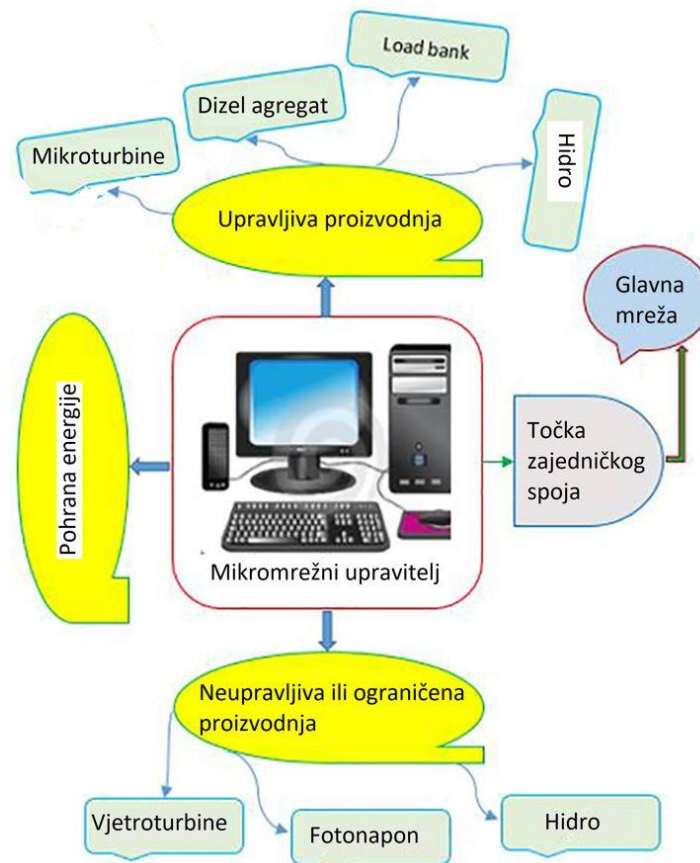 Load bank
Dizel agregat
Mikroturbine
Hidro
Upravljiva proizvodnja
Glavna
mreža
Pohrana energije
Točka
zajedničkog
spoja
Mikromrežni upravitelj
Neupravljiva ili ograničena
proizvodnja
Vjetroturbine
Fotonapon
Hidro